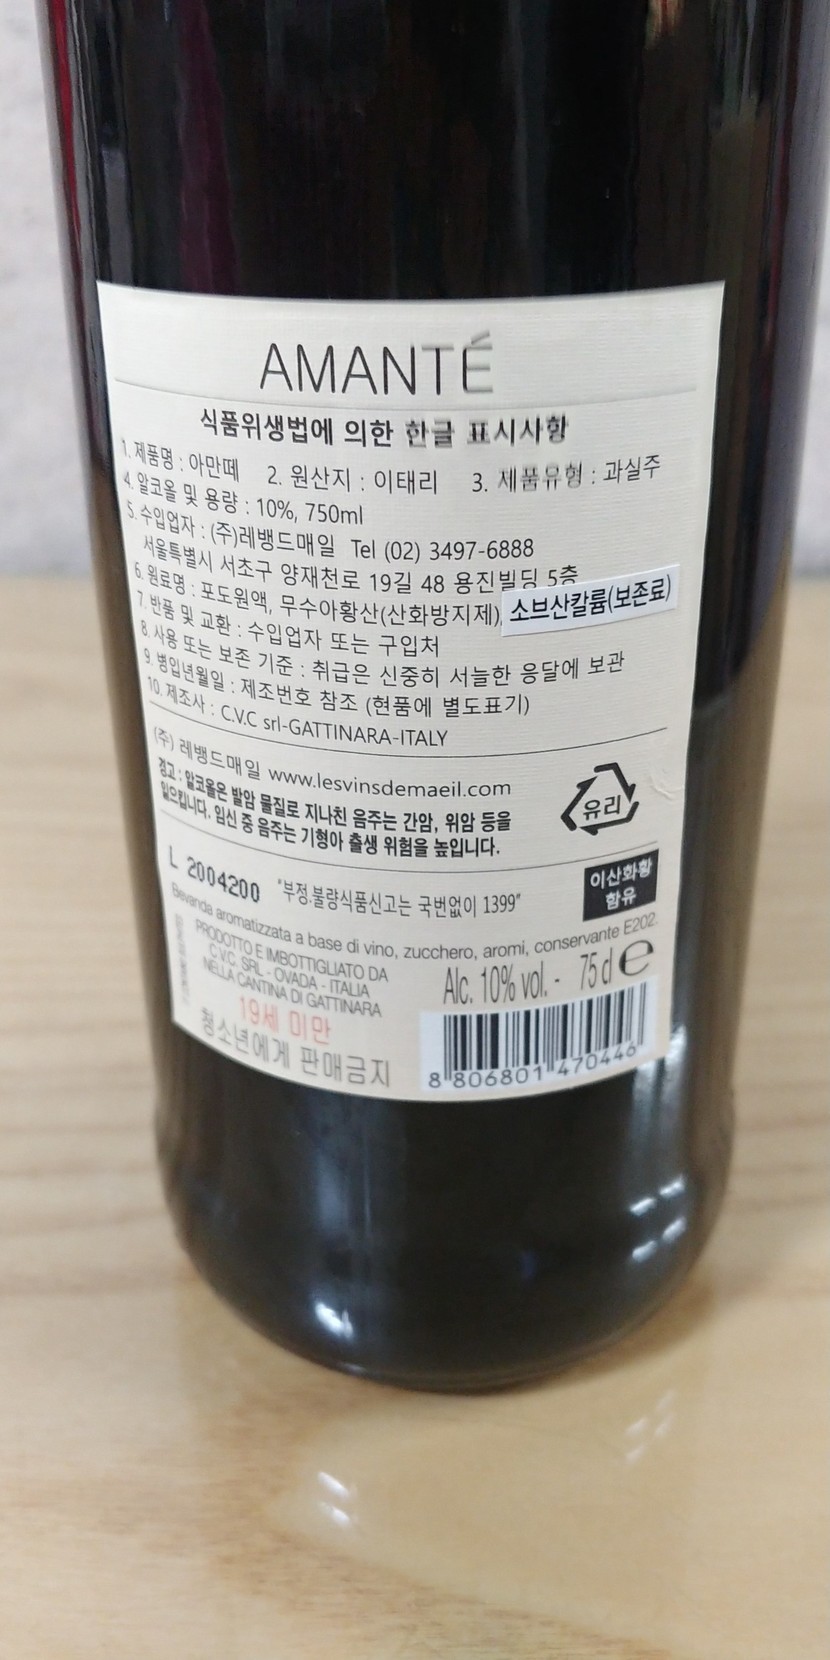 AMANTÉ
식품위생법에 의한 한글 표시사항
1. 제품명 : 아만떼 2. 원산지 : 이태리 3. 제품유형 : 과실주
4. 알코올 및 용량 : 10%, 750ml
5. 수입업자 : (주)레뱅드매일 Tel (02) 3497-6888
서울특별시 서초구 양재천로 19길 48 용진빌딩 5층
6. 원료명 : 포도원액, 무수아황산(산화방지제), 소브산칼륨(보존료)
7. 반품 및 교환 : 수입업자 또는 구입처
8. 사용 또는 보존 기준 : 취급은 신중히 서늘한 응달에 보관
9. 병입년월일 : 제조번호 참조 (현품에 별도표기)
10. 제조사 : C.V.C srl-GATTINARA-ITALY
(주) 레뱅드매일 www.lesvinsdemaeil.com
경고 : 알코올은 발암 물질로 지나친 음주는 간암, 위암 등을
일으킵니다. 임신 중 음주는 기형아 출생 위험을 높입니다.
유리
L 2004200 "부정.불량식품신고는 국번없이 1399"
이산화황
함유
Bevanda aromatizzata a base di vino, zucchero, aromi, conservante E202.
PRODOTTO E IMBOTTIGLIATO DA
C.V.C. SRL - OVADA - ITALIA
NELLA CANTINA DI GATTINARA
Alc. 10% vol. - 75 d e
19세 미만
청소년에게 판매금지
8 806801 470446